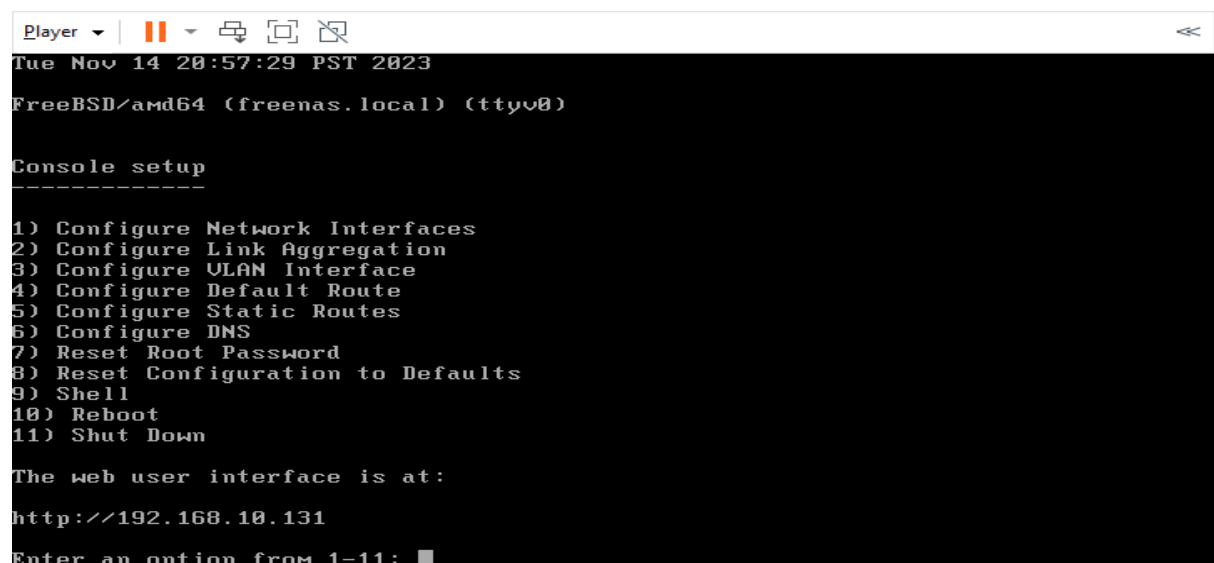 Player
Tue Nov 14 20:57:29 PST 2023
FreeBSD/amd64 (freenas.local) (ttyv0)
Console setup
-------------
1) Configure Network Interfaces
2) Configure Link Aggregation
3) Configure VLAN Interface
4) Configure Default Route
5) Configure Static Routes
6) Configure DNS
7) Reset Root Password
8) Reset Configuration to Defaults
9) Shell
10) Reboot
11) Shut Down
The web user interface is at:
http://192.168.10.131
Enter an option from 1-11: